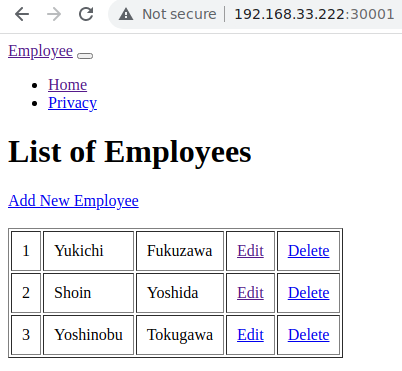 Not secure | 192.168.33.222:30001
Employee
Home
Privacy
List of Employees
Add New Employee
1 Yukichi Fukuzawa Edit Delete
2 Shoin Yoshida Edit Delete
3 Yoshinobu Tokugawa Edit Delete